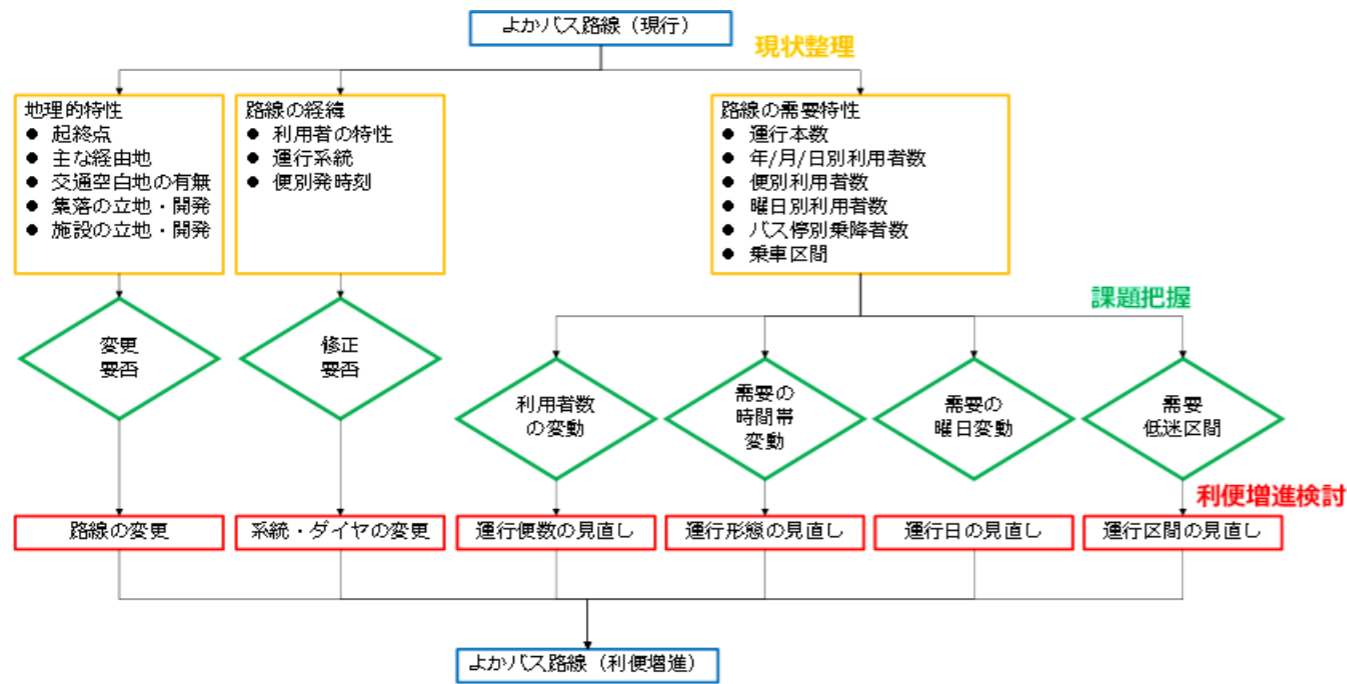 よかバス路線（現行）
現状整理
地理的特性
● 起終点
● 主な経由地
● 交通空白地の有無
● 集落の立地・開発
● 施設の立地・開発
路線の経緯
● 利用者の特性
● 運行系統
● 便別発時刻
路線の需要特性
● 運行本数
● 年/月/日別利用者数
● 便別利用者数
● 曜日別利用者数
● バス停別乗降者数
● 乗車区間
課題把握
変更
要否
修正
要否
利用者数
の変動
需要の
時間帯
変動
需要の
曜日変動
需要
低迷区間
利便増進検討
路線の変更
系統・ダイヤの変更
運行便数の見直し
運行形態の見直し
運行日の見直し
運行区間の見直し
よかバス路線（利便増進）